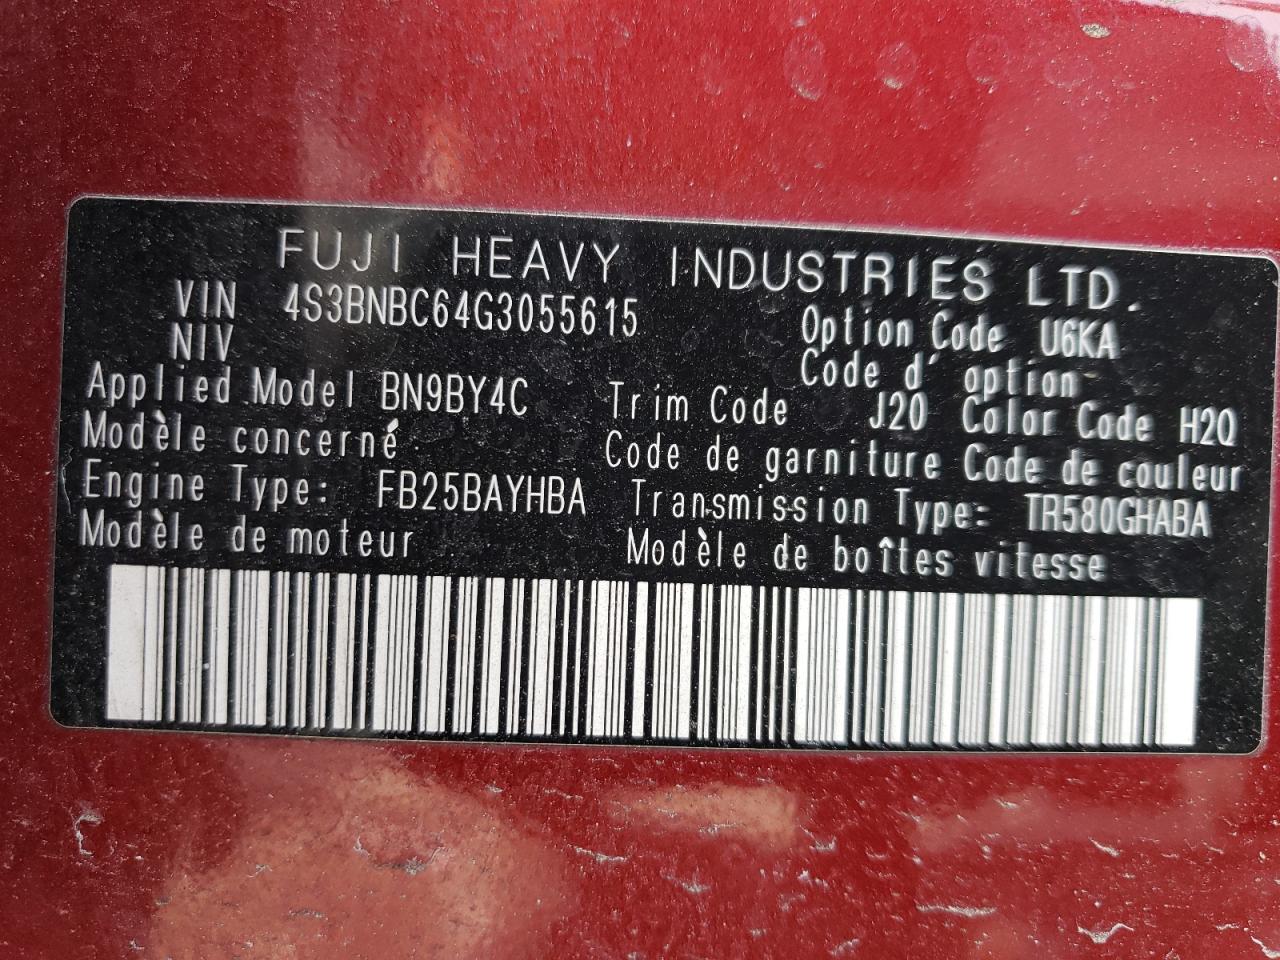 FUJI HEAVY INDUSTRIES LTD.
VIN 4S3BNBC64G3055615
NIV
Option Code U6KA
Code d' option
Applied Model BN9BY4C Trim Code J20 Color Code H2Q
Modèle concerné Code de garniture Code de couleur
Engine Type: FB25BAYHBA Transmission Type: TR580GHABA
Modèle de moteur Modèle de boîtes vitesse